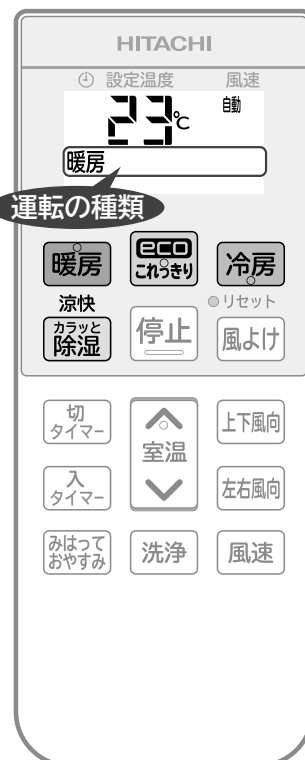 HITACHI
設定温度 風速
23℃ 自動
暖房
運転の種類
暖房 eco これっきり 冷房
涼快 リセット
カラッと 除湿 停止 風よけ
切タイマー 室温 上下風向
入タイマー 左右風向
みはっておやすみ 洗浄 風速